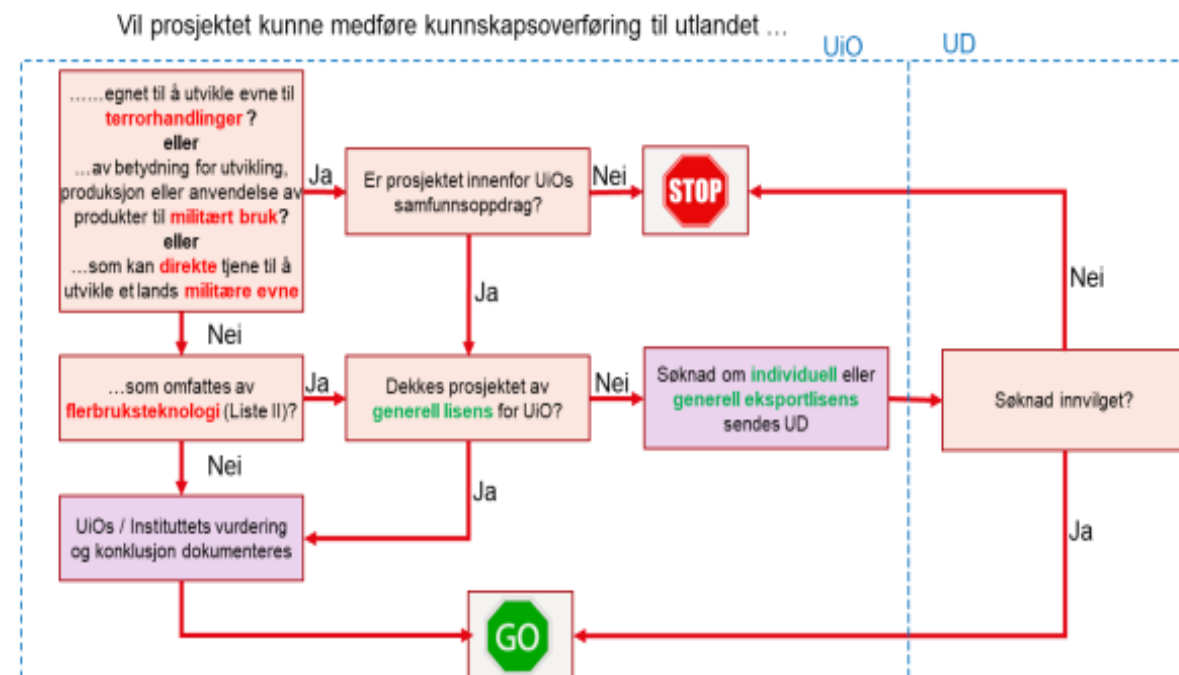 Vil prosjektet kunne medføre kunnskapsoverføring til utlandet …
UiO
UD
……egnet til å utvikle evne til
terrorhandlinger ?
eller
…av betydning for utvikling,
produksjon eller anvendelse av
produkter til militært bruk?
eller
…som kan direkte tjene til å
utvikle et lands militære evne
Ja
Er prosjektet innenfor UiOs
samfunnsoppdrag?
Nei
STOP
Nei
Ja
Nei
…som omfattes av
flerbruksteknologi (Liste II)?
Ja
Dekkes prosjektet av
generell lisens for UiO?
Nei
Søknad om individuell eller
generell eksportlisens
sendes UD
Søknad innvilget?
Nei
Ja
Ja
UiOs / Instituttets vurdering
og konklusjon dokumenteres
GO